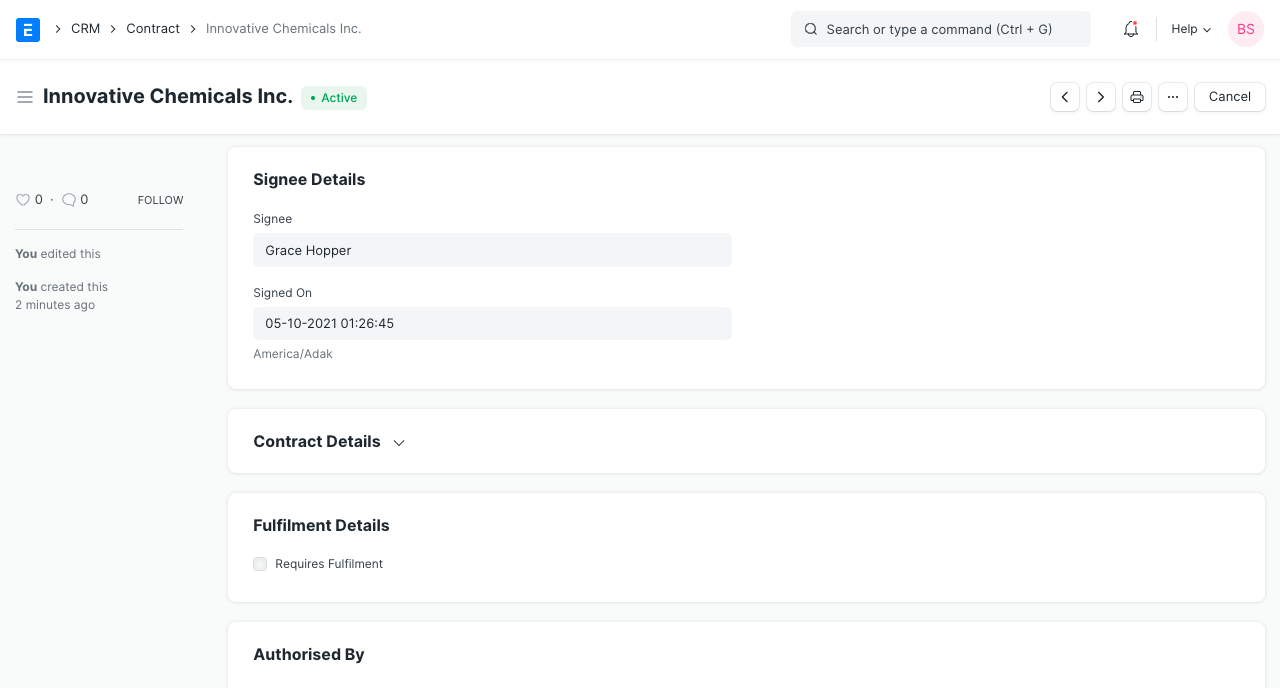 CRM Contract Innovative Chemicals Inc. Search or type a command (Ctrl + G) Help BS
Innovative Chemicals Inc. Active Cancel
0 · 0 FOLLOW
You edited this
You created this
2 minutes ago
Signee Details
Signee
Grace Hopper
Signed On
05-10-2021 01:26:45
America/Adak
Contract Details
Fulfilment Details
Requires Fulfilment
Authorised By